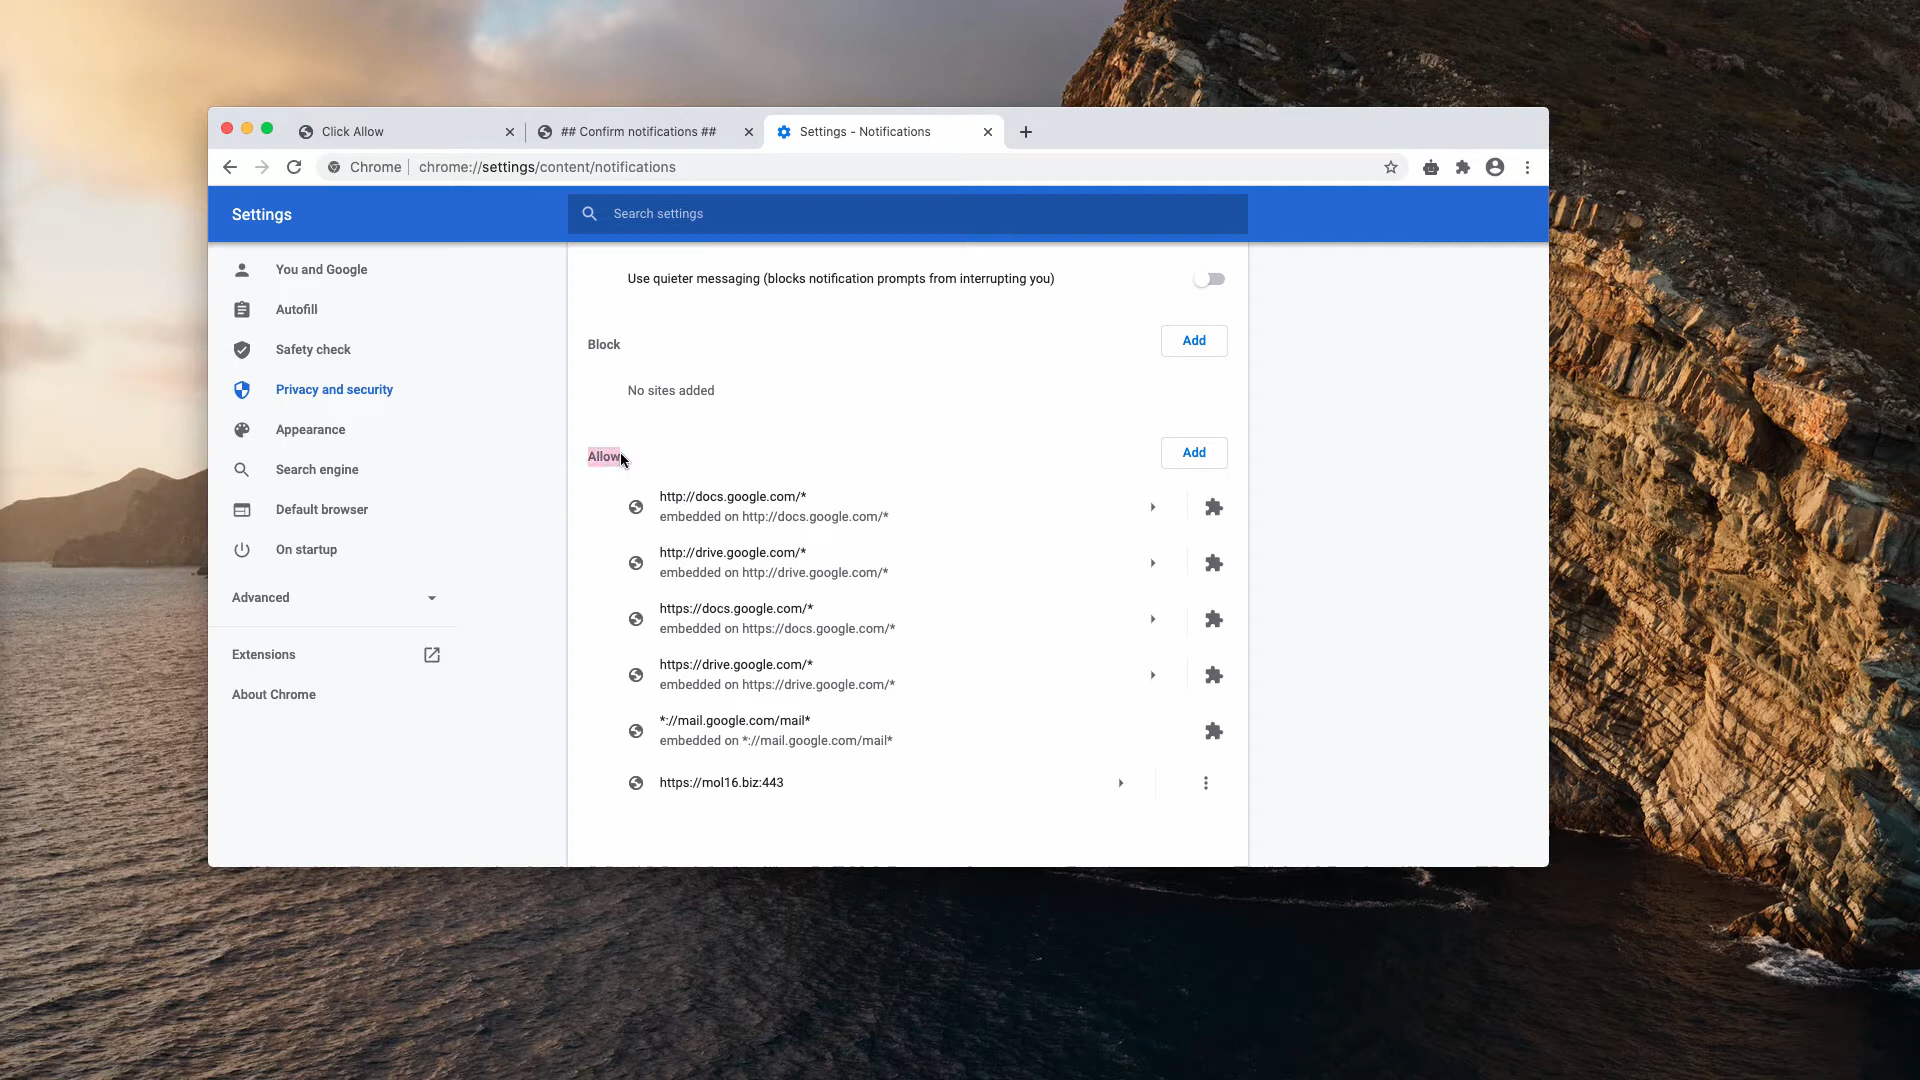 Click Allow
## Confirm notifications ##
Settings - Notifications
Chrome
chrome://settings/content/notifications
Settings
Search settings
You and Google
Autofill
Safety check
Privacy and security
Appearance
Search engine
Default browser
On startup
Advanced
Extensions
About Chrome
Use quieter messaging (blocks notification prompts from interrupting you)
Block
Add
No sites added
Allow
Add
http://docs.google.com/*
embedded on http://docs.google.com/*
http://drive.google.com/*
embedded on http://drive.google.com/*
https://docs.google.com/*
embedded on https://docs.google.com/*
https://drive.google.com/*
embedded on https://drive.google.com/*
*://mail.google.com/mail*
embedded on *://mail.google.com/mail*
https://mol16.biz:443